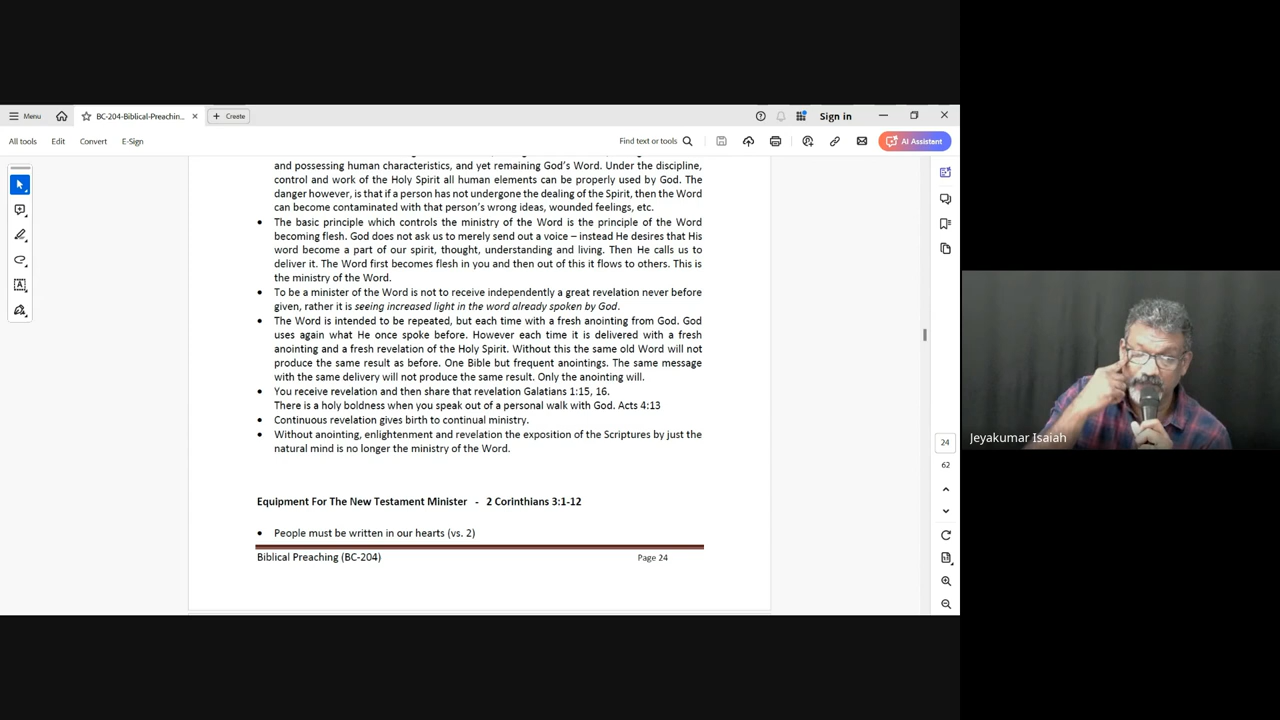 Menu
BC-204-Biblical-Preachin...
Create
Sign in
All tools
Edit
Convert
E-Sign
Find text or tools
AI Assistant
and possessing human characteristics, and yet remaining God's Word. Under the discipline,
control and work of the Holy Spirit all human elements can be properly used by God. The
danger however, is that if a person has not undergone the dealing of the Spirit, then the Word
can become contaminated with that person's wrong ideas, wounded feelings, etc.
• The basic principle which controls the ministry of the Word is the principle of the Word
becoming flesh. God does not ask us to merely send out a voice – instead He desires that His
word become a part of our spirit, thought, understanding and living. Then He calls us to
deliver it. The Word first becomes flesh in you and then out of this it flows to others. This is
the ministry of the Word.
• To be a minister of the Word is not to receive independently a great revelation never before
given, rather it is seeing increased light in the word already spoken by God.
• The Word is intended to be repeated, but each time with a fresh anointing from God. God
uses again what He once spoke before. However each time it is delivered with a fresh
anointing and a fresh revelation of the Holy Spirit. Without this the same old Word will not
produce the same result as before. One Bible but frequent anointings. The same message
with the same delivery will not produce the same result. Only the anointing will.
• You receive revelation and then share that revelation Galatians 1:15, 16.
There is a holy boldness when you speak out of a personal walk with God. Acts 4:13
• Continuous revelation gives birth to continual ministry.
• Without anointing, enlightenment and revelation the exposition of the Scriptures by just the
natural mind is no longer the ministry of the Word.
Equipment For The New Testament Minister - 2 Corinthians 3:1-12
• People must be written in our hearts (vs. 2)
Biblical Preaching (BC-204) Page 24
24
62
Jeyakumar Isaiah